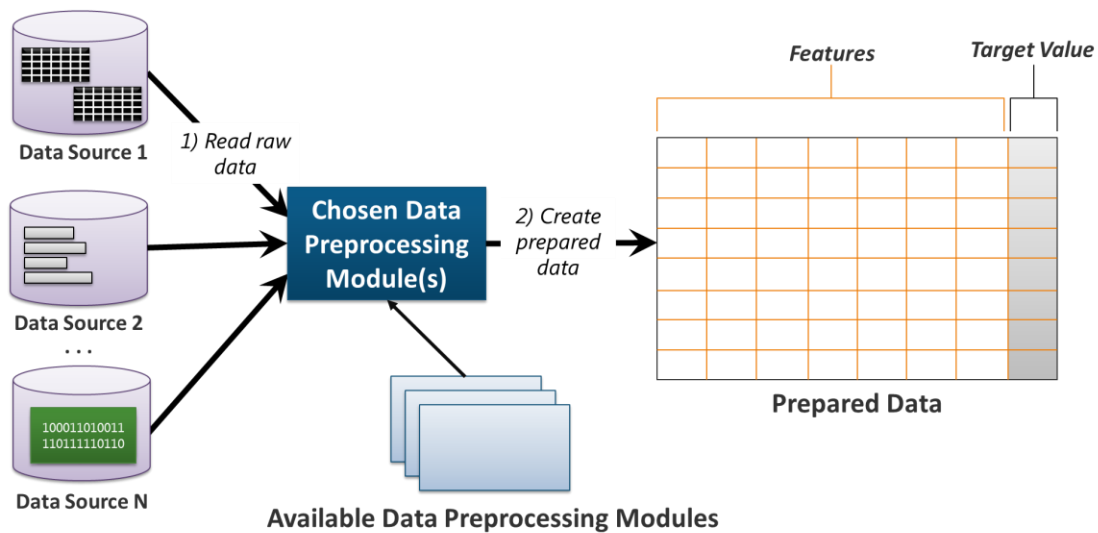 Features
Target Value
Data Source 1
1) Read raw
data
Chosen Data
Preprocessing
Module(s)
2) Create
prepared
data
Data Source 2
. . .
100011010011
110111110110
Data Source N
Prepared Data
Available Data Preprocessing Modules